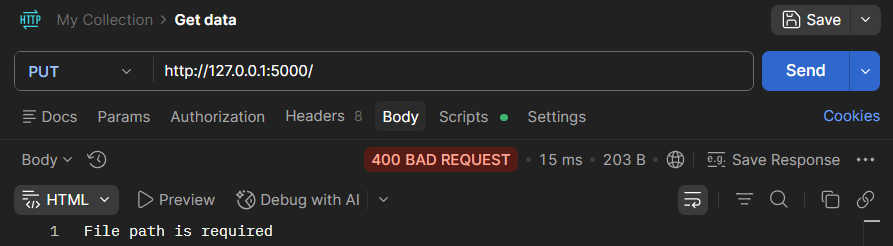 HTTP My Collection > Get data Save
PUT http://127.0.0.1:5000/ Send
Docs Params Authorization Headers 8 Body Scripts Settings Cookies
Body 400 BAD REQUEST • 15 ms • 203 B • e.g. Save Response
HTML Preview Debug with AI
1 File path is required